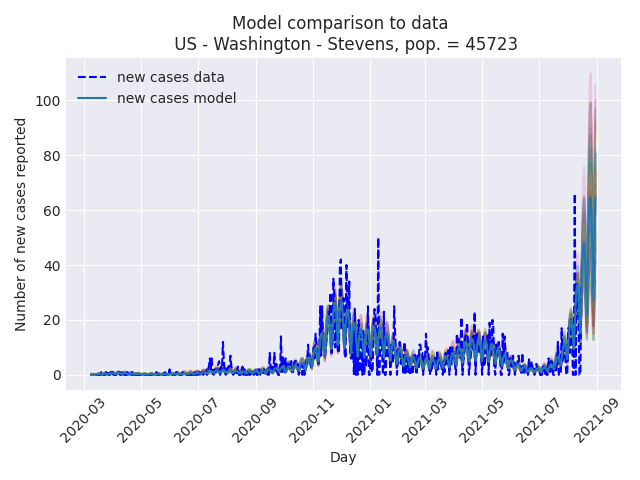 Model comparison to data
US - Washington - Stevens, pop. = 45723
new cases data
new cases model
Number of new cases reported
100
80
60
40
20
0
2020-03
2020-05
2020-07
2020-09
2020-11
2021-01
2021-03
2021-05
2021-07
2021-09
Day